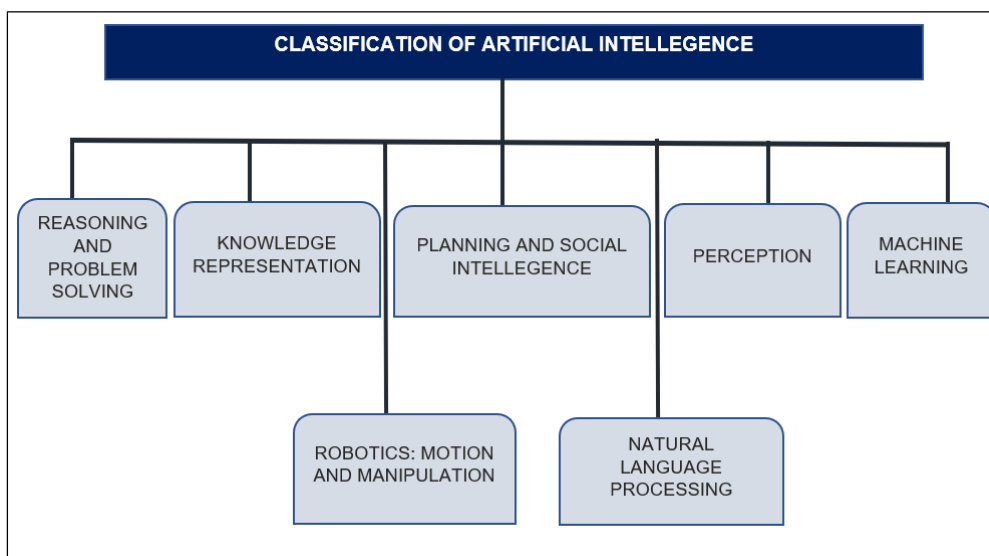 CLASSIFICATION OF ARTIFICIAL INTELLEGENCE
REASONING
AND
PROBLEM
SOLVING
KNOWLEDGE
REPRESENTATION
PLANNING AND SOCIAL
INTELLEGENCE
PERCEPTION
MACHINE
LEARNING
ROBOTICS: MOTION
AND MANIPULATION
NATURAL
LANGUAGE
PROCESSING